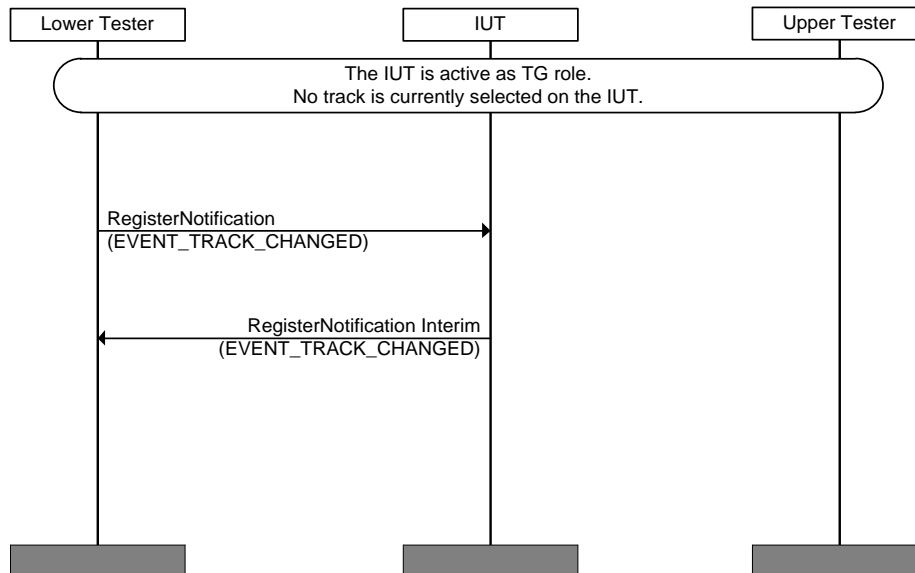 Lower Tester
IUT
Upper Tester
The IUT is active as TG role.
No track is currently selected on the IUT.
RegisterNotification
(EVENT_TRACK_CHANGED)
RegisterNotification Interim
(EVENT_TRACK_CHANGED)